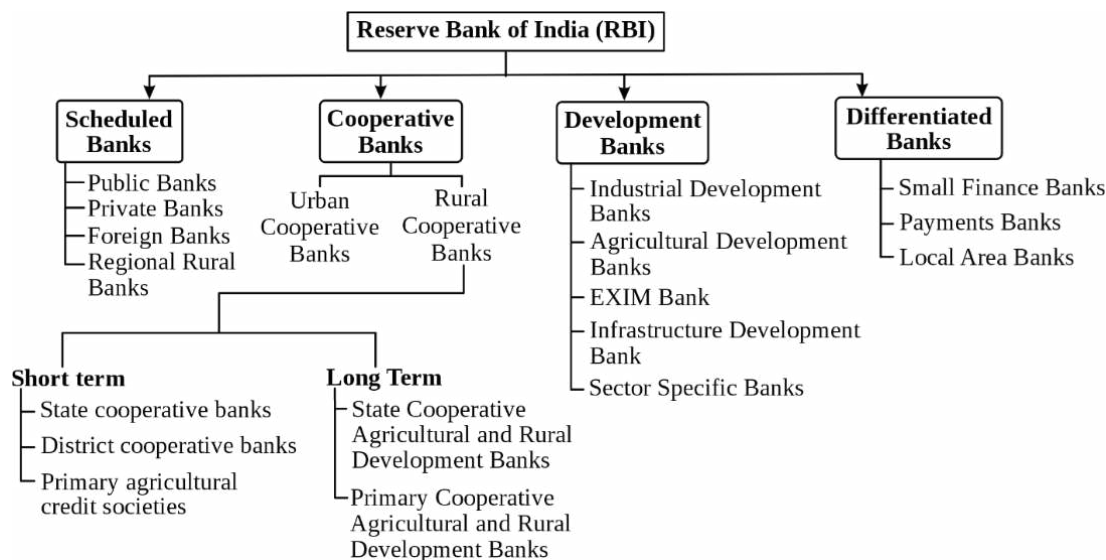 Reserve Bank of India (RBI)
Scheduled
Banks
Public Banks
Private Banks
Foreign Banks
Regional Rural
Banks
Cooperative
Banks
Urban
Cooperative
Banks
Rural
Cooperative
Banks
Short term
State cooperative banks
District cooperative banks
Primary agricultural
credit societies
Long Term
State Cooperative
Agricultural and Rural
Development Banks
Primary Cooperative
Agricultural and Rural
Development Banks
Development
Banks
Industrial Development
Banks
Agricultural Development
Banks
EXIM Bank
Infrastructure Development
Bank
Sector Specific Banks
Differentiated
Banks
Small Finance Banks
Payments Banks
Local Area Banks